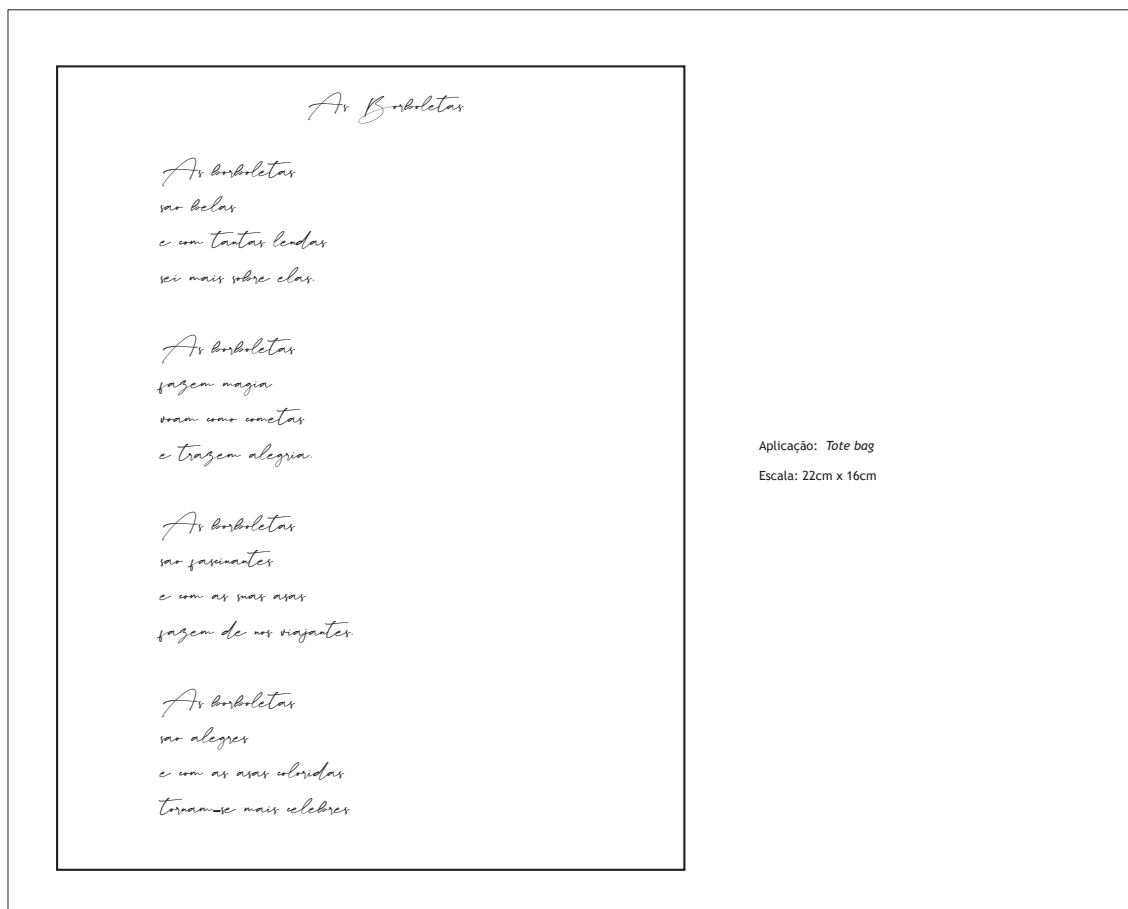 As Borboletas
As borboletas
sao belas
e com tantas lendas
sei mais sobre elas.
As borboletas
fazem magia
voam como cometas
e trazem alegria.
As borboletas
sao fascinantes
e com as suas asas
fazem de nos viajantes.
As borboletas
sao alegres
e com as asas coloridas
tornam-se mais celebres
Aplicação: Tote bag
Escala: 22cm x 16cm